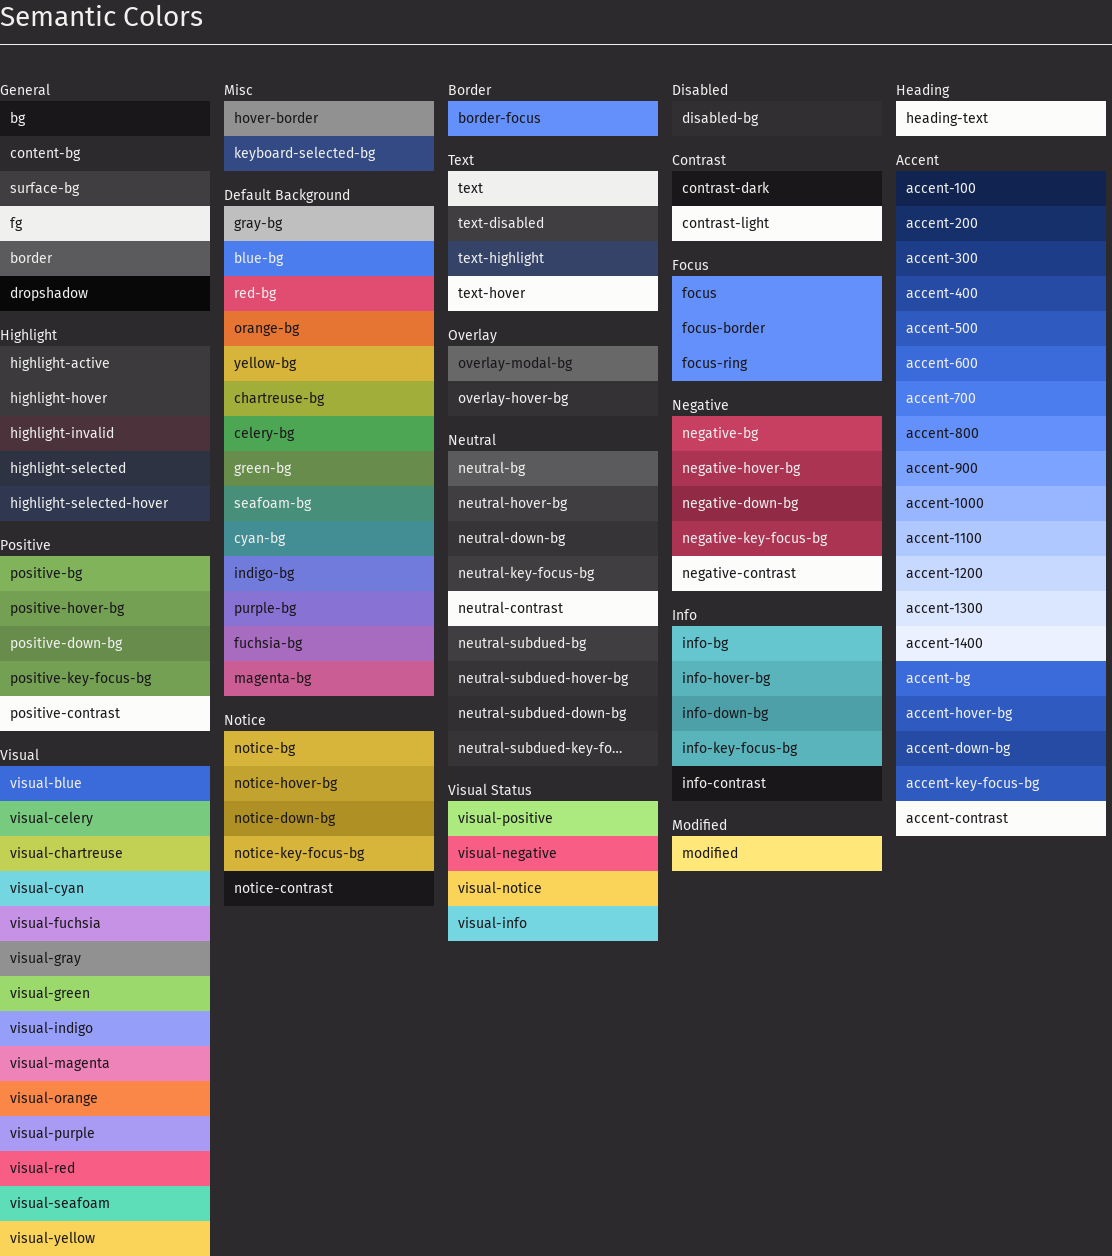 Semantic Colors
General
bg
content-bg
surface-bg
fg
border
dropshadow
Highlight
highlight-active
highlight-hover
highlight-invalid
highlight-selected
highlight-selected-hover
Positive
positive-bg
positive-hover-bg
positive-down-bg
positive-key-focus-bg
positive-contrast
Visual
visual-blue
visual-celery
visual-chartreuse
visual-cyan
visual-fuchsia
visual-gray
visual-green
visual-indigo
visual-magenta
visual-orange
visual-purple
visual-red
visual-seafoam
visual-yellow
Misc
hover-border
keyboard-selected-bg
Default Background
gray-bg
blue-bg
red-bg
orange-bg
yellow-bg
chartreuse-bg
celery-bg
green-bg
seafoam-bg
cyan-bg
indigo-bg
purple-bg
fuchsia-bg
magenta-bg
Notice
notice-bg
notice-hover-bg
notice-down-bg
notice-key-focus-bg
notice-contrast
Border
border-focus
Text
text
text-disabled
text-highlight
text-hover
Overlay
overlay-modal-bg
overlay-hover-bg
Neutral
neutral-bg
neutral-hover-bg
neutral-down-bg
neutral-key-focus-bg
neutral-contrast
neutral-subdued-bg
neutral-subdued-hover-bg
neutral-subdued-down-bg
neutral-subdued-key-fo...
Visual Status
visual-positive
visual-negative
visual-notice
visual-info
Disabled
disabled-bg
Contrast
contrast-dark
contrast-light
Focus
focus
focus-border
focus-ring
Negative
negative-bg
negative-hover-bg
negative-down-bg
negative-key-focus-bg
negative-contrast
Info
info-bg
info-hover-bg
info-down-bg
info-key-focus-bg
info-contrast
Modified
modified
Heading
heading-text
Accent
accent-100
accent-200
accent-300
accent-400
accent-500
accent-600
accent-700
accent-800
accent-900
accent-1000
accent-1100
accent-1200
accent-1300
accent-1400
accent-bg
accent-hover-bg
accent-down-bg
accent-key-focus-bg
accent-contrast